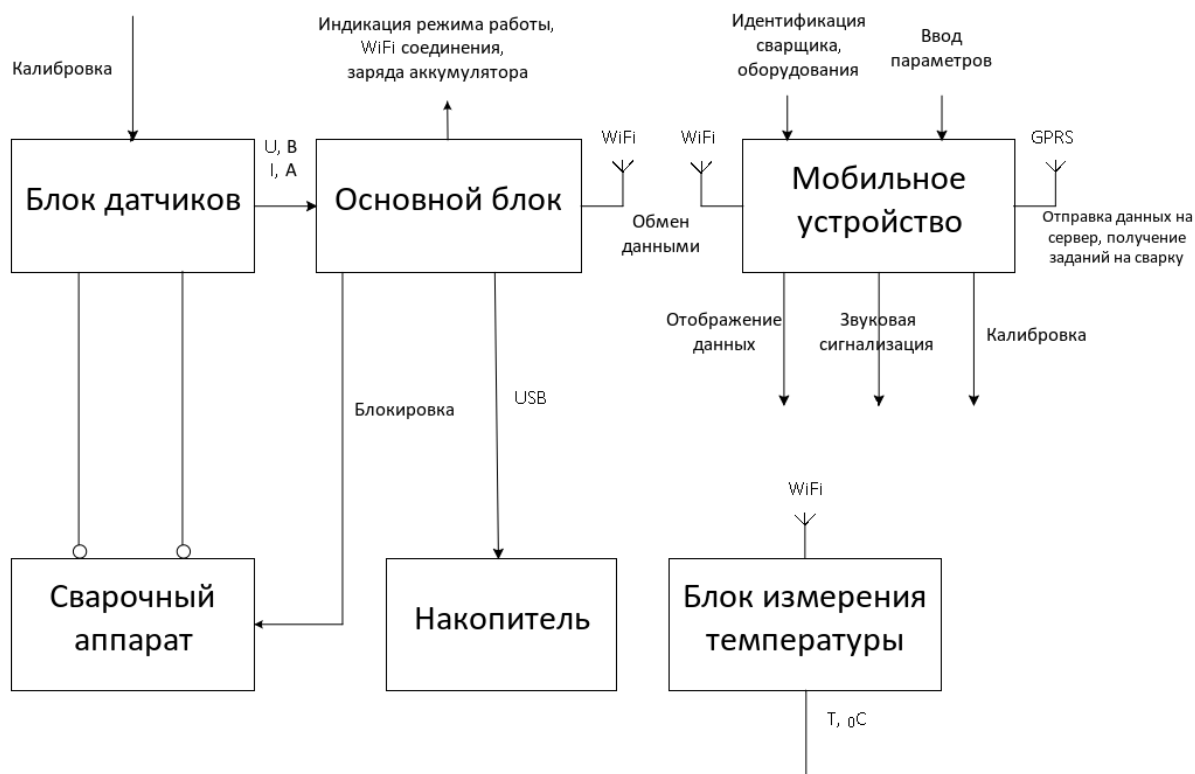 Калибровка
Индикация режима работы,
WiFi соединения,
заряда аккумулятора
Идентификация
сварщика,
оборудования
Ввод
параметров
U, В
I, А
WiFi
WiFi
GPRS
Блок датчиков
Основной блок
Мобильное
устройство
Обмен
данными
Отправка данных на
сервер, получение
заданий на сварку
Отображение
данных
Звуковая
сигнализация
Калибровка
Блокировка
USB
WiFi
Сварочный
аппарат
Накопитель
Блок измерения
температуры
T, 0C